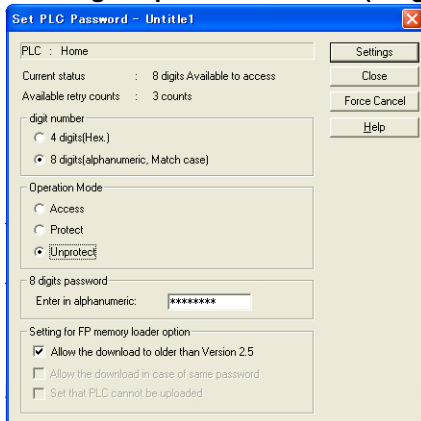 Set PLC Password - Untitle1
PLC : Home
Settings
Current status : 8 digits Available to access
Close
Available retry counts : 3 counts
Force Cancel
digit number
Help
4 digits(Hex.)
8 digits(alphanumeric, Match case)
Operation Mode
Access
Protect
Unprotect
8 digits password
Enter in alphanumeric: ********
Setting for FP memory loader option
Allow the download to older than Version 2.5
Allow the download in case of same password
Set that PLC cannot be uploaded